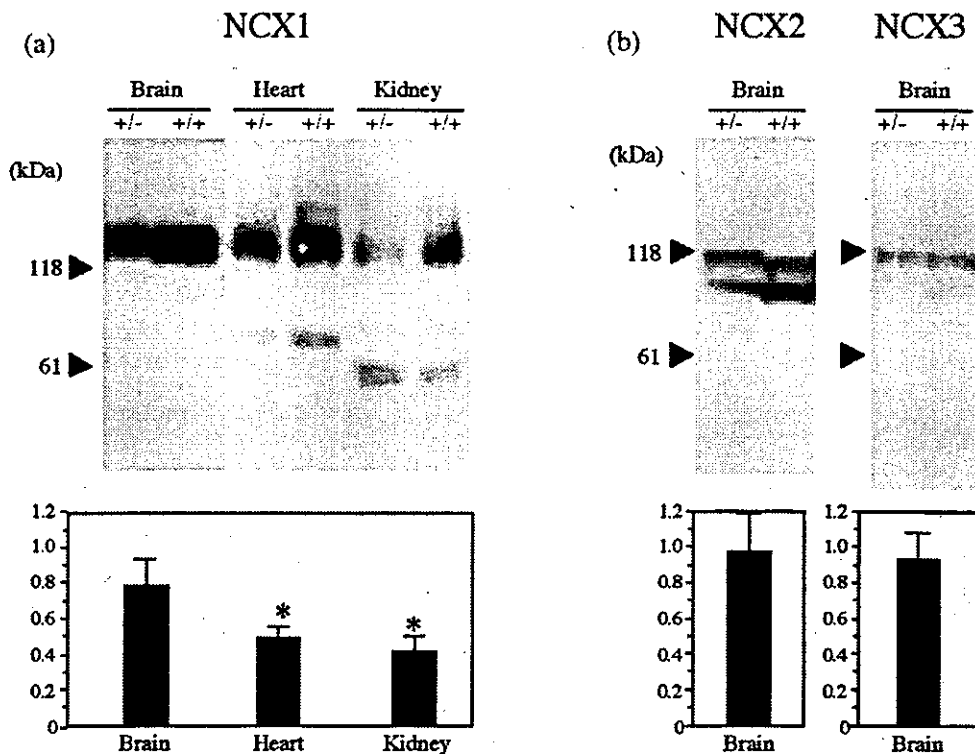 (a) NCX1
Brain Heart Kidney
+/- +/+ +/- +/+ +/- +/+
(kDa)
118
61
1.2
1.0
0.8
0.6
0.4
0.2
0
* *
Brain Heart Kidney
(b) NCX2 NCX3
Brain Brain
+/- +/+ +/- +/+
(kDa)
118
61
1.2 1.2
1.0 1.0
0.8 0.8
0.6 0.6
0.4 0.4
0.2 0.2
0 0
Brain Brain